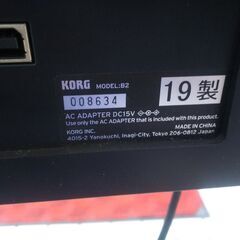 KORG MODEL: B2
008634
19製
AC ADAPTER DC15V
Use only the AC ADAPTER that is included with this product.
KORG INC. MADE IN CHINA
4015-2 Yanokuchi, Inagi-City, Tokyo 206-0812 Japan